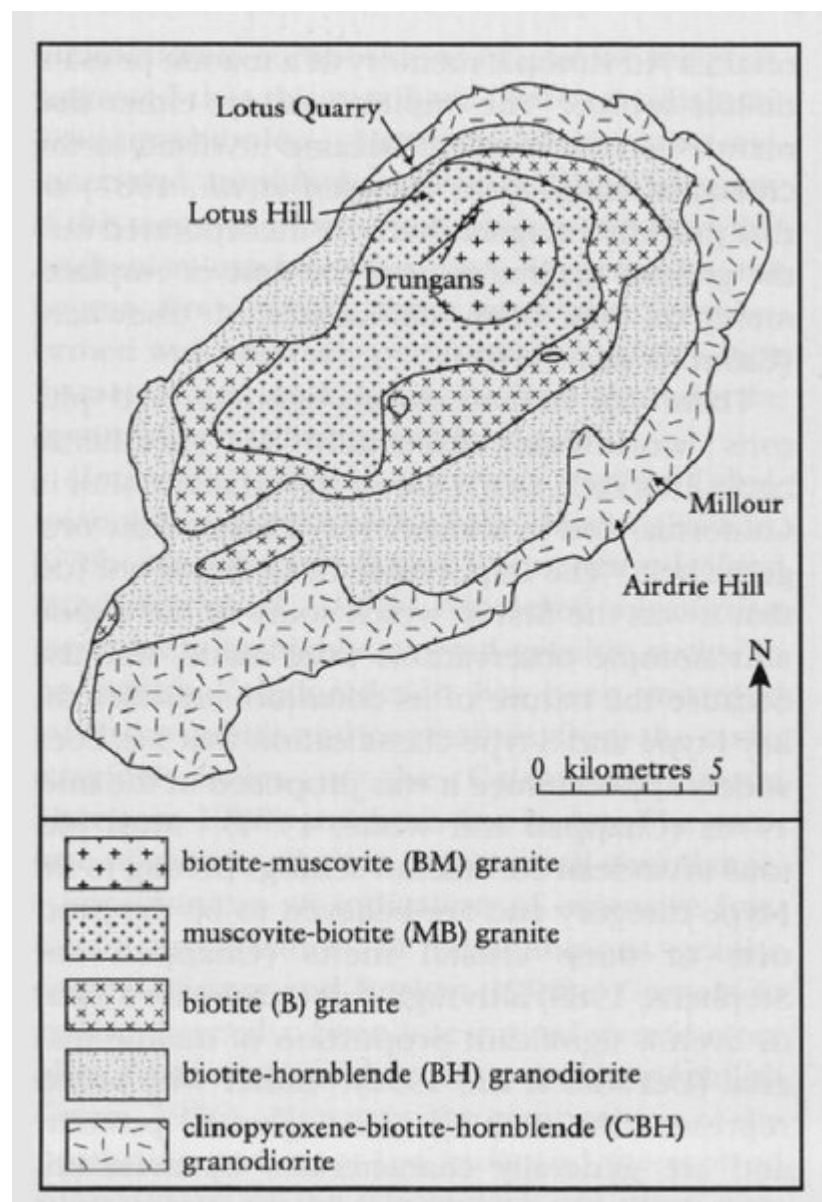 Lotus Quarry
Lotus Hill
Drungans
Millour
Airdrie Hill
N
0 kilometres 5
biotite-muscovite (BM) granite
muscovite-biotite (MB) granite
biotite (B) granite
biotite-hornblende (BH) granodiorite
clinopyroxene-biotite-hornblende (CBH)
granodiorite